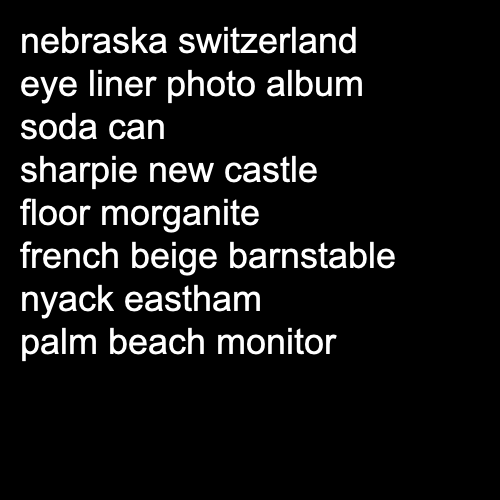 nebraska switzerland
eye liner photo album
soda can
sharpie new castle
floor morganite
french beige barnstable
nyack eastham
palm beach monitor